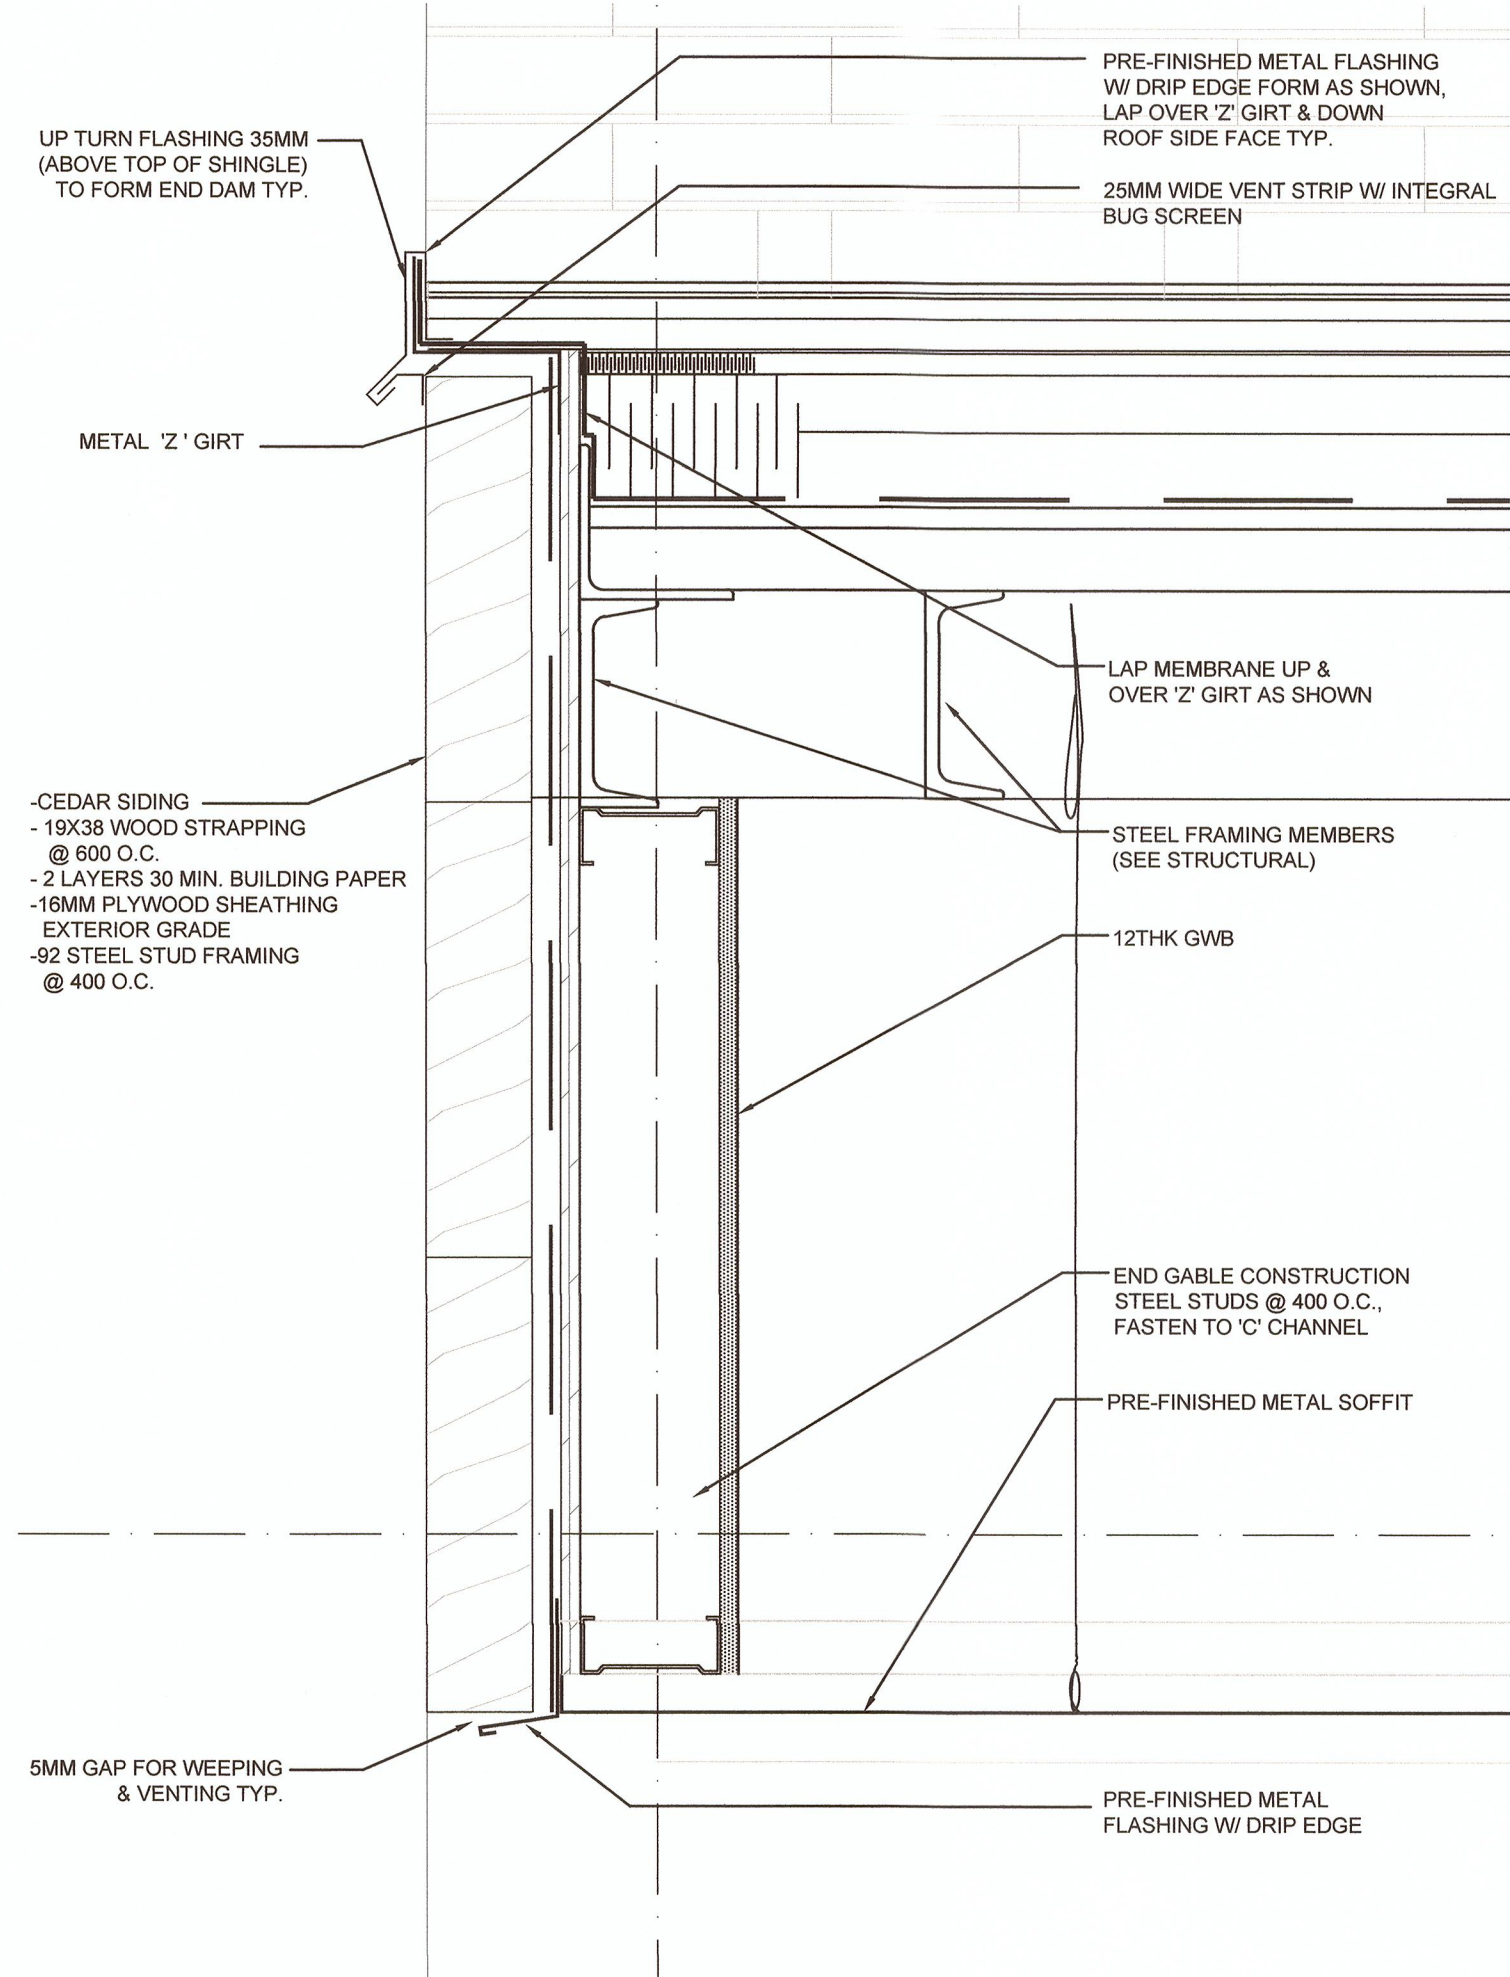 PRE-FINISHED METAL FLASHING
W/ DRIP EDGE FORM AS SHOWN,
LAP OVER 'Z' GIRT & DOWN
ROOF SIDE FACE TYP.
UP TURN FLASHING 35MM
(ABOVE TOP OF SHINGLE)
TO FORM END DAM TYP.
25MM WIDE VENT STRIP W/ INTEGRAL
BUG SCREEN
METAL 'Z' GIRT
LAP MEMBRANE UP &
OVER 'Z' GIRT AS SHOWN
-CEDAR SIDING
- 19X38 WOOD STRAPPING
@ 600 O.C.
- 2 LAYERS 30 MIN. BUILDING PAPER
-16MM PLYWOOD SHEATHING
EXTERIOR GRADE
-92 STEEL STUD FRAMING
@ 400 O.C.
STEEL FRAMING MEMBERS
(SEE STRUCTURAL)
12THK GWB
END GABLE CONSTRUCTION
STEEL STUDS @ 400 O.C.,
FASTEN TO 'C' CHANNEL
PRE-FINISHED METAL SOFFIT
5MM GAP FOR WEEPING
& VENTING TYP.
PRE-FINISHED METAL
FLASHING W/ DRIP EDGE